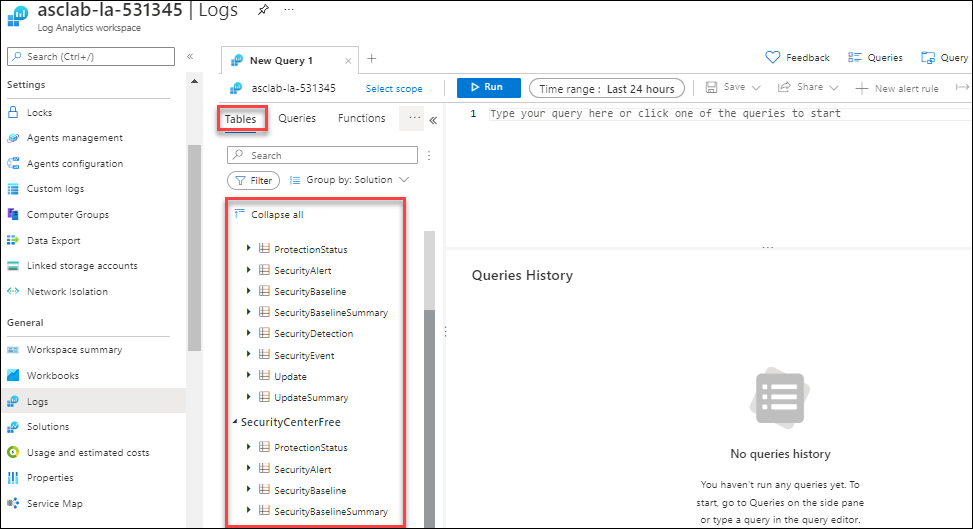 asclab-la-531345 | Logs ...
Log Analytics workspace
Search (Ctrl+/)
«
Settings
Locks
Agents management
Agents configuration
Custom logs
Computer Groups
Data Export
Linked storage accounts
Network Isolation
General
Workspace summary
Workbooks
Logs
Solutions
Usage and estimated costs
Properties
Service Map
New Query 1 × +
Feedback Queries Query
asclab-la-531345 Select scope Run Time range : Last 24 hours Save Share New alert rule
Tables Queries Functions ... «
Search
Filter Group by: Solution
Collapse all
ProtectionStatus
SecurityAlert
SecurityBaseline
SecurityBaselineSummary
SecurityDetection
SecurityEvent
Update
UpdateSummary
SecurityCenterFree
ProtectionStatus
SecurityAlert
SecurityBaseline
SecurityBaselineSummary
1 Type your query here or click one of the queries to start
...
Queries History
No queries history
You haven't run any queries yet. To
start, go to Queries on the side pane
or type a query in the query editor.